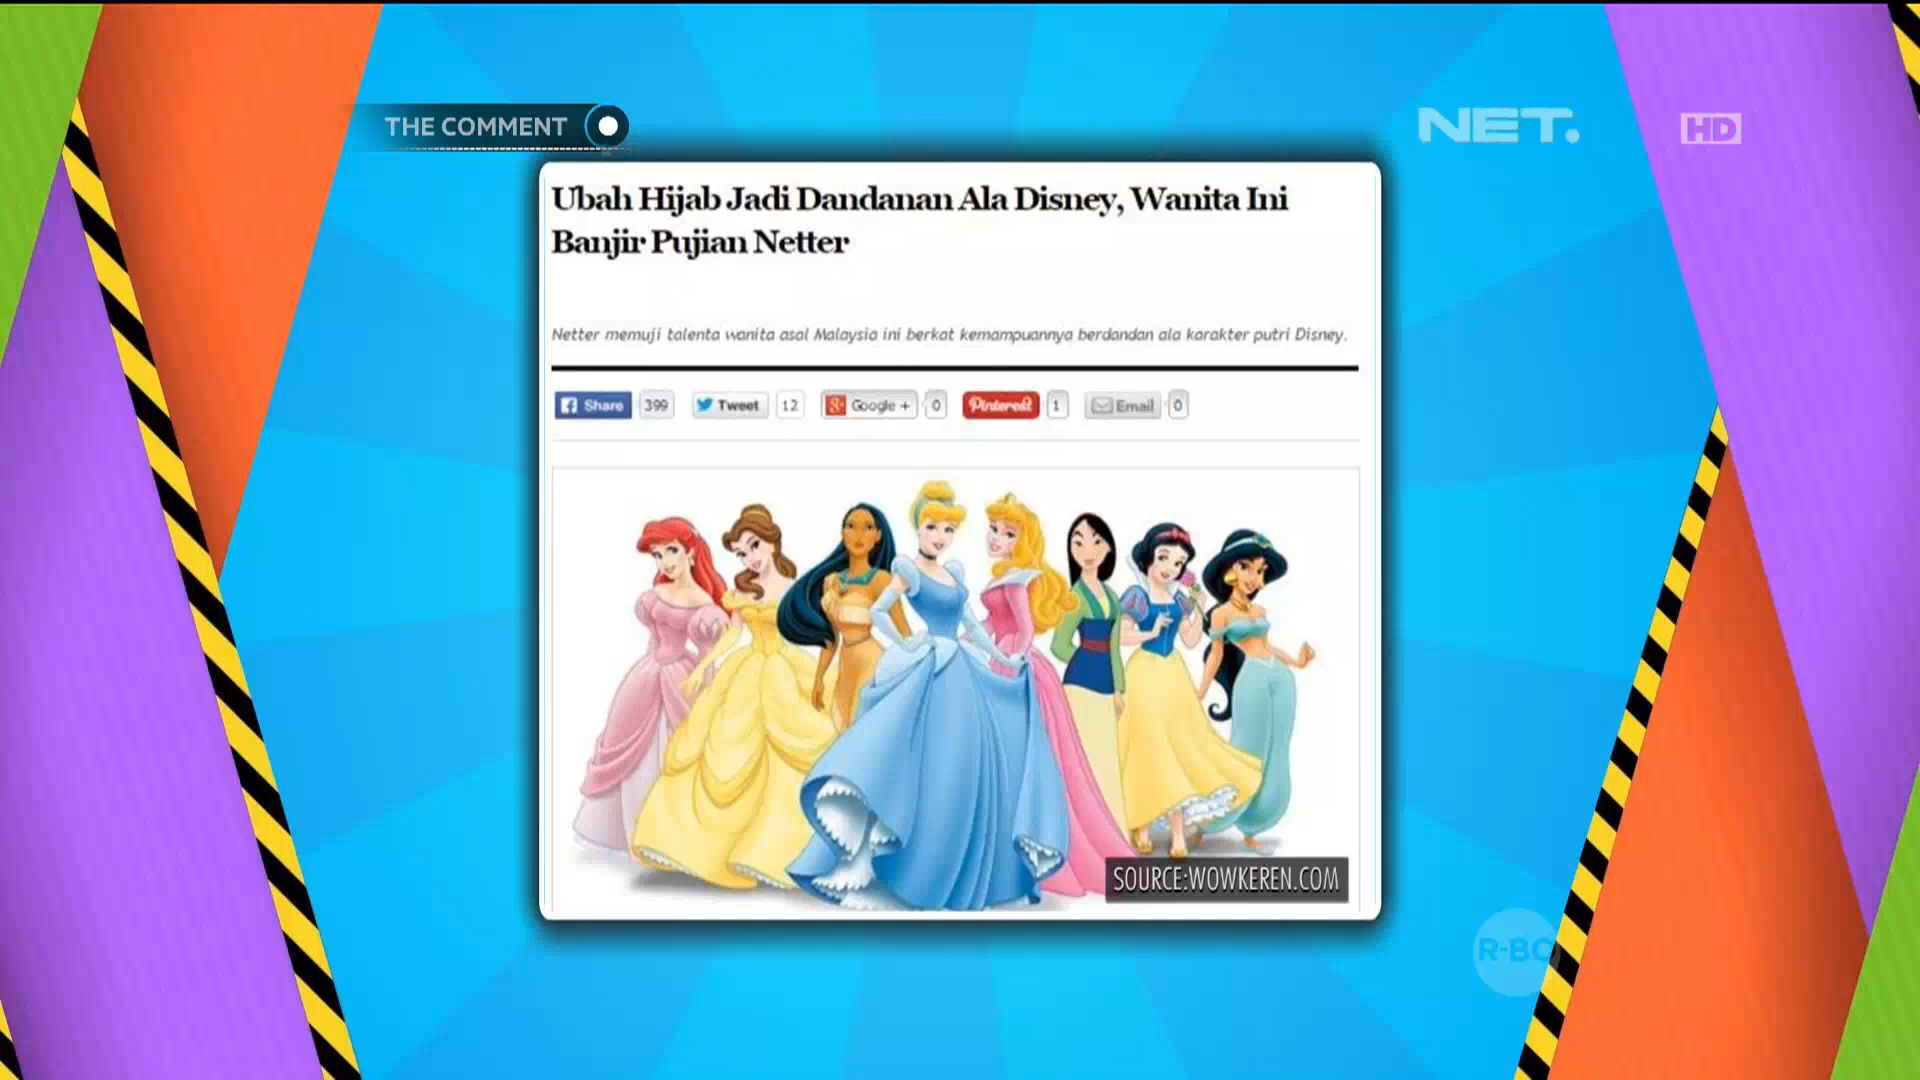 THE COMMENT
NET.
HD
Ubah Hijab Jadi Dandanan Ala Disney, Wanita Ini
Banjir Pujian Netter
Netter memuji talenta wanita asal Malaysia ini berkat kemampuannya berdandan ala karakter putri Disney.
Share 399 Tweet 12 Google + 0 Pinterest 1 Email 0
SOURCE:WOWKEREN.COM
R-BO